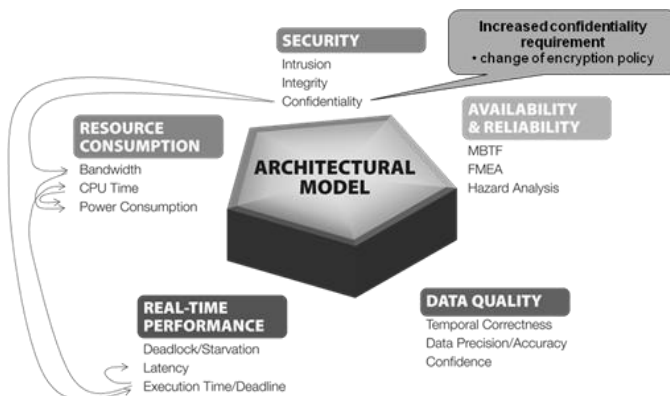 SECURITY
Intrusion
Integrity
Confidentiality
Increased confidentiality
requirement
• change of encryption policy
RESOURCE
CONSUMPTION
Bandwidth
CPU Time
Power Consumption
ARCHITECTURAL
MODEL
AVAILABILITY
& RELIABILITY
MBTF
FMEA
Hazard Analysis
REAL-TIME
PERFORMANCE
Deadlock/Starvation
Latency
Execution Time/Deadline
DATA QUALITY
Temporal Correctness
Data Precision/Accuracy
Confidence